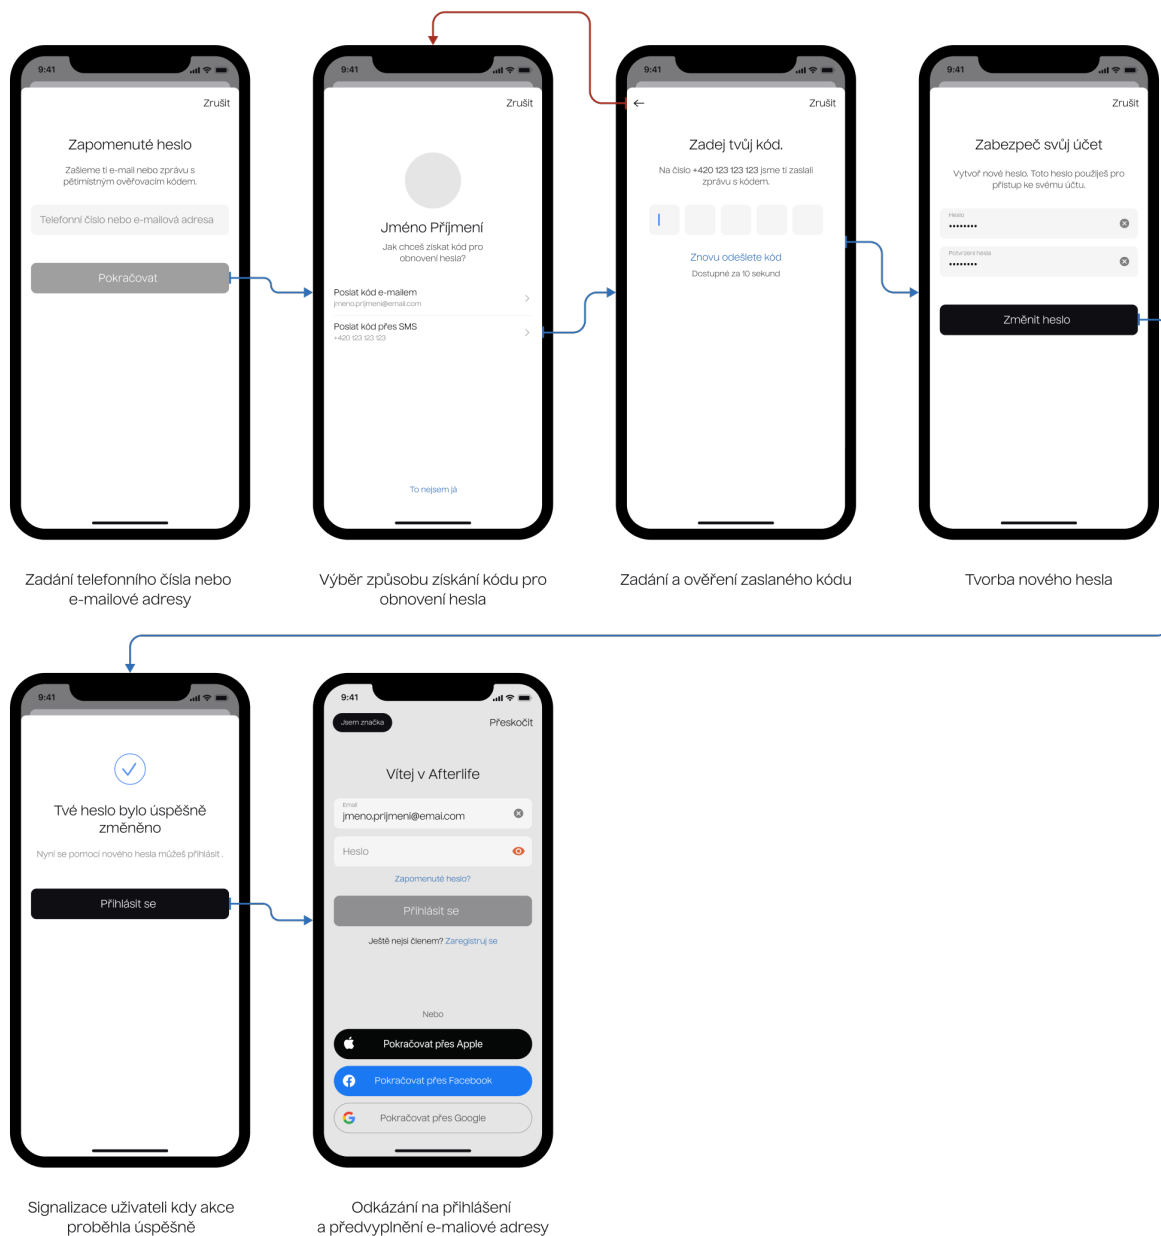 9:41
Zrušit
Zapomenuté heslo
Zašleme ti e-mail nebo zprávu s
pětimístným ověřovacím kódem.
Telefonní číslo nebo e-mailová adresa
Pokračovat
Zadání telefonního čísla nebo
e-mailové adresy
9:41
Zrušit
Jméno Příjmení
Jak chceš získat kód pro
obnovení hesla?
Poslat kód e-mailem
jmeno.prijmeni@email.com
Poslat kód přes SMS
+420 123 123 123
To nejsem já
Výběr způsobu získání kódu pro
obnovení hesla
9:41
Zrušit
Zadej tvůj kód.
Na číslo +420 123 123 123 jsme ti zaslali
zprávu s kódem.
Znovu odešlete kód
Dostupné za 10 sekund
Zadání a ověření zaslaného kódu
9:41
Zrušit
Zabezpeč svůj účet
Vytvoř nové heslo. Toto heslo použiješ pro
přístup ke svému účtu.
Heslo
••••••••
Potvrzení hesla
••••••••
Změnit heslo
Tvorba nového hesla
9:41
Tvé heslo bylo úspěšně
změněno
Nyní se pomocí nového hesla můžeš přihlásit.
Přihlásit se
Signalizace uživateli kdy akce
proběhla úspěšně
9:41
Jsem značka
Přeskočit
Vítej v Afterlife
Email
jmeno.prijmeni@emai.com
Heslo
Zapomenuté heslo?
Přihlásit se
Ještě nejsi členem? Zaregistruj se
Nebo
Pokračovat přes Apple
Pokračovat přes Facebook
Pokračovat přes Google
Odkázání na přihlášení
a předvyplnění e-maliové adresy